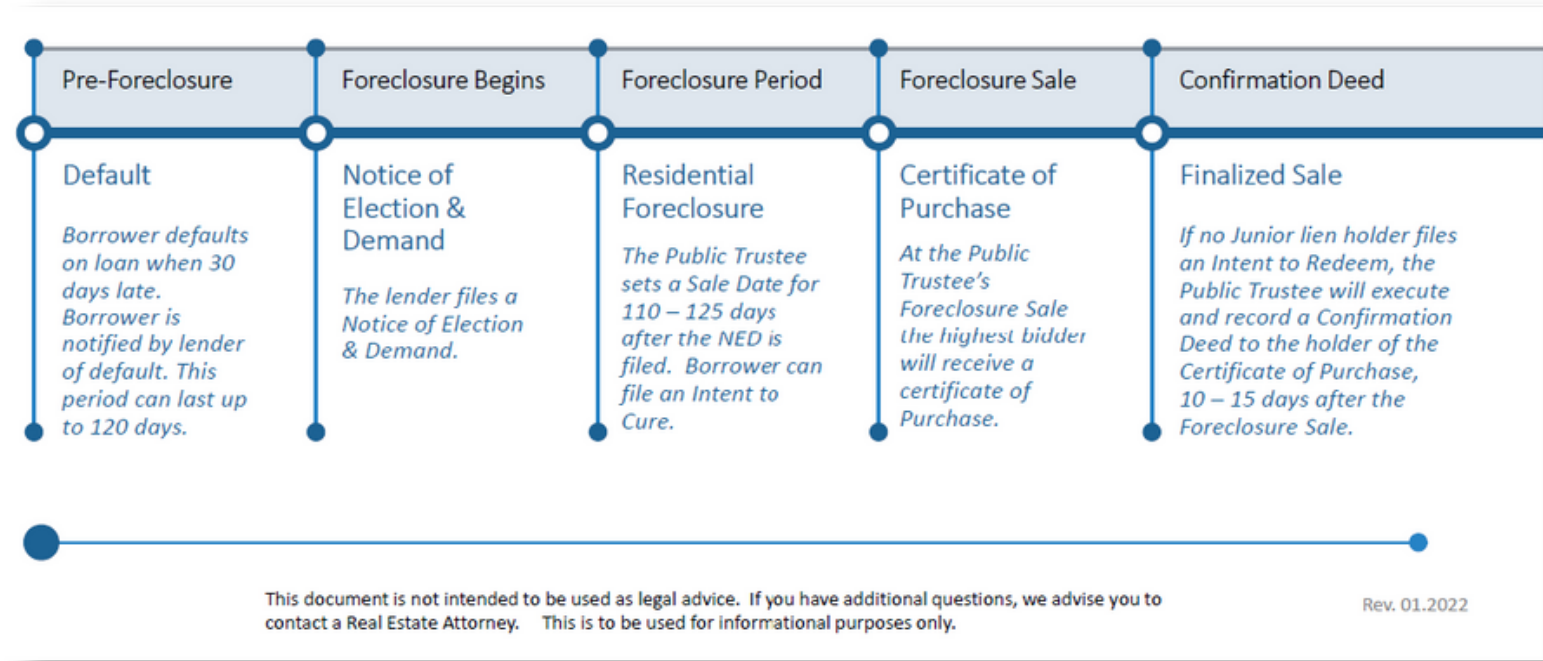 Pre-Foreclosure
Foreclosure Begins
Foreclosure Period
Foreclosure Sale
Confirmation Deed
Default
Borrower defaults
on loan when 30
days late.
Borrower is
notified by lender
of default. This
period can last up
to 120 days.
Notice of
Election &
Demand
The lender files a
Notice of Election
& Demand.
Residential
Foreclosure
The Public Trustee
sets a Sale Date for
110 – 125 days
after the NED is
filed.  Borrower can
file an Intent to
Cure.
Certificate of
Purchase
At the Public
Trustee's
Foreclosure Sale
the highest bidder
will receive a
certificate of
Purchase.
Finalized Sale
If no Junior lien holder files
an Intent to Redeem, the
Public Trustee will execute
and record a Confirmation
Deed to the holder of the
Certificate of Purchase,
10 – 15 days after the
Foreclosure Sale.
This document is not intended to be used as legal advice.  If you have additional questions, we advise you to
contact a Real Estate Attorney.    This is to be used for informational purposes only.
Rev. 01.2022